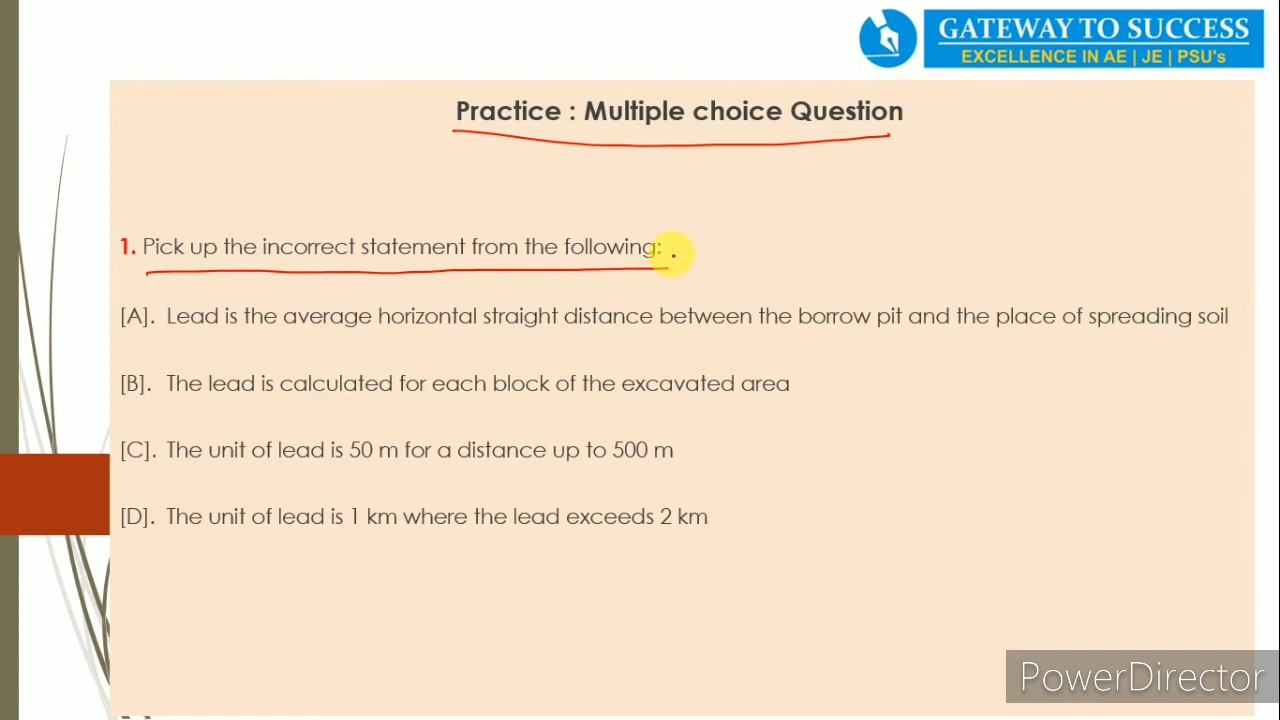 GATEWAY TO SUCCESS
EXCELLENCE IN AE | JE | PSU's
Practice : Multiple choice Question
1. Pick up the incorrect statement from the following:
[A]. Lead is the average horizontal straight distance between the borrow pit and the place of spreading soil
[B]. The lead is calculated for each block of the excavated area
[C]. The unit of lead is 50 m for a distance up to 500 m
[D]. The unit of lead is 1 km where the lead exceeds 2 km
PowerDirector